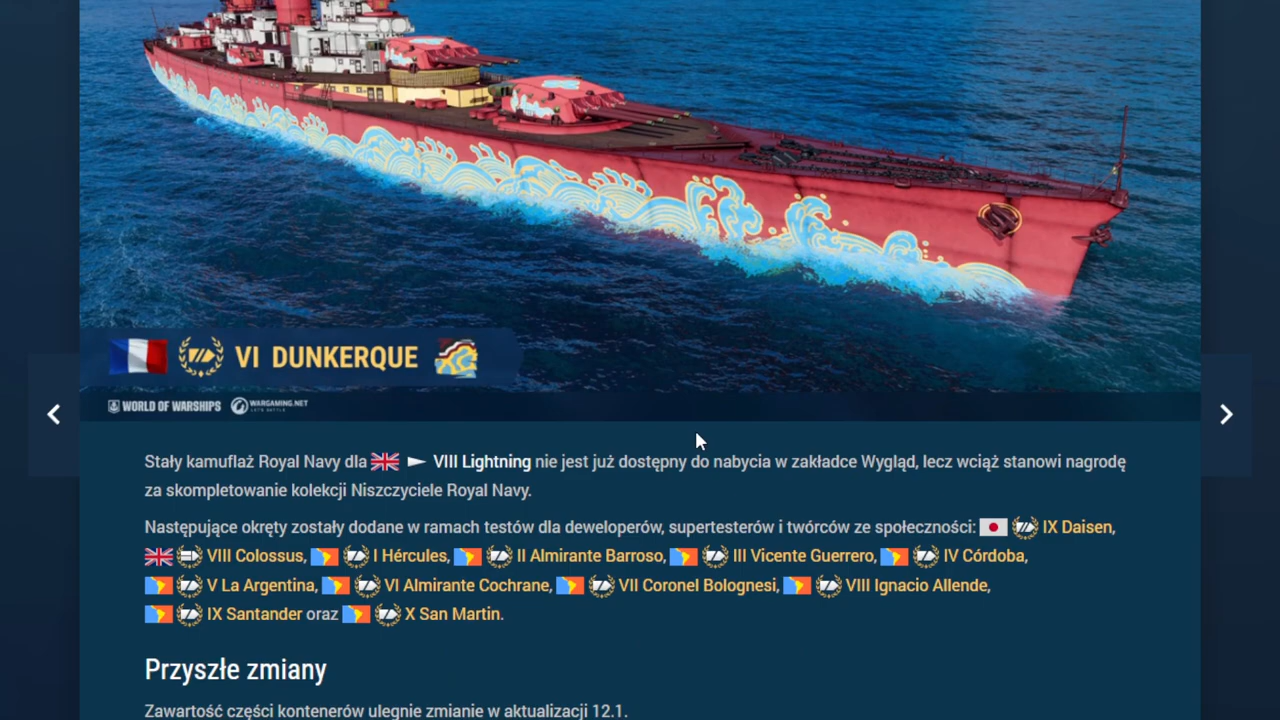 VI DUNKERQUE
WORLD OF WARSHIPS WARGAMING.NET
LET'S BATTLE
Stały kamuflaż Royal Navy dla VIII Lightning nie jest już dostępny do nabycia w zakładce Wygląd, lecz wciąż stanowi nagrodę
za skompletowanie kolekcji Niszczyciele Royal Navy.
Następujące okręty zostały dodane w ramach testów dla deweloperów, supertesterów i twórców ze społeczności: IX Daisen,
VIII Colossus, I Hércules, II Almirante Barroso, III Vicente Guerrero, IV Córdoba,
V La Argentina, VI Almirante Cochrane, VII Coronel Bolognesi, VIII Ignacio Allende,
IX Santander oraz X San Martin.
Przyszłe zmiany
Zawartość części kontenerów ulegnie zmianie w aktualizacji 12.1.